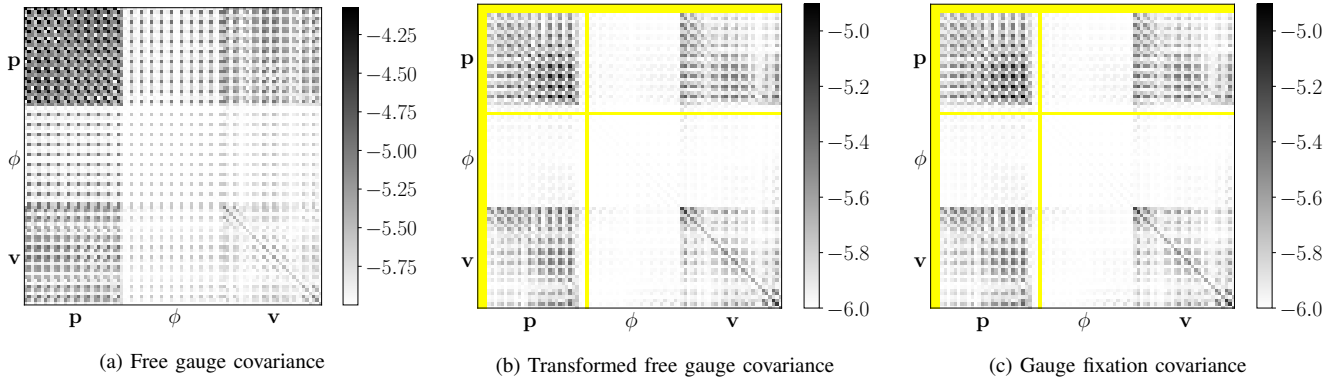 p
ϕ
v
p
ϕ
v
−4.25
−4.50
−4.75
−5.00
−5.25
−5.50
−5.75
(a) Free gauge covariance
p
ϕ
v
p
ϕ
v
−5.0
−5.2
−5.4
−5.6
−5.8
−6.0
(b) Transformed free gauge covariance
p
ϕ
v
p
ϕ
v
−5.0
−5.2
−5.4
−5.6
−5.8
−6.0
(c) Gauge fixation covariance